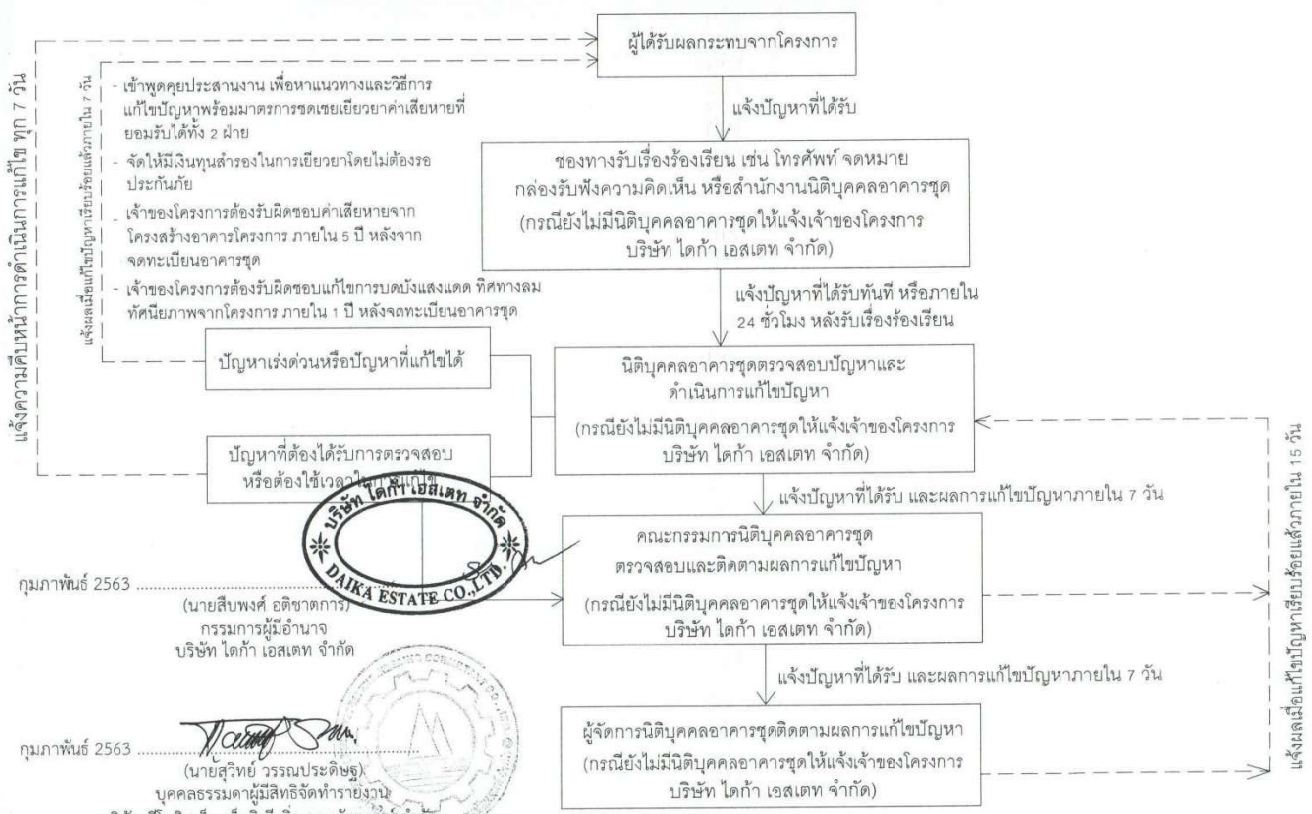 ผู้ได้รับผลกระทบจากโครงการ
แจ้งปัญหาที่ได้รับ
ช่องทางรับเรื่องร้องเรียน เช่น โทรศัพท์ จดหมาย
กล่องรับฟังความคิดเห็น หรือสำนักงานนิติบุคคลอาคารชุด
(กรณียังไม่มีนิติบุคคลอาคารชุดให้แจ้งเจ้าของโครงการ
บริษัท ไดก้า เอสเตท จำกัด)
แจ้งปัญหาที่ได้รับทันที หรือภายใน
24 ชั่วโมง หลังรับเรื่องร้องเรียน
แจ้งความคืบหน้าการดำเนินการแก้ไข ทุก 7 วัน
แจ้งผลเมื่อแก้ไขปัญหาเรียบร้อยแล้วภายใน 7 วัน
- เข้าพูดคุยประสานงาน เพื่อหาแนวทางและวิธีการ
แก้ไขปัญหาพร้อมมาตรการชดเชยเยียวยาค่าเสียหายที่
ยอมรับได้ทั้ง 2 ฝ่าย
- จัดให้มีเงินทุนสำรองในการเยียวยาโดยไม่ต้องรอ
ประกันภัย
- เจ้าของโครงการต้องรับผิดชอบค่าเสียหายจาก
โครงสร้างอาคารโครงการ ภายใน 5 ปี หลังจาก
จดทะเบียนอาคารชุด
- เจ้าของโครงการต้องรับผิดชอบแก้ไขการบดบังแสงแดด ทิศทางลม
ทัศนียภาพจากโครงการ ภายใน 1 ปี หลังจดทะเบียนอาคารชุด
ปัญหาเร่งด่วนหรือปัญหาที่แก้ไขได้
ปัญหาที่ต้องได้รับการตรวจสอบ
หรือต้องใช้เวลาในการแก้ไข
นิติบุคคลอาคารชุดตรวจสอบปัญหาและ
ดำเนินการแก้ไขปัญหา
(กรณียังไม่มีนิติบุคคลอาคารชุดให้แจ้งเจ้าของโครงการ
บริษัท ไดก้า เอสเตท จำกัด)
แจ้งปัญหาที่ได้รับ และผลการแก้ไขปัญหาภายใน 7 วัน
คณะกรรมการนิติบุคคลอาคารชุด
ตรวจสอบและติดตามผลการแก้ไขปัญหา
(กรณียังไม่มีนิติบุคคลอาคารชุดให้แจ้งเจ้าของโครงการ
บริษัท ไดก้า เอสเตท จำกัด)
แจ้งปัญหาที่ได้รับ และผลการแก้ไขปัญหาภายใน 7 วัน
ผู้จัดการนิติบุคคลอาคารชุดติดตามผลการแก้ไขปัญหา
(กรณียังไม่มีนิติบุคคลอาคารชุดให้แจ้งเจ้าของโครงการ
บริษัท ไดก้า เอสเตท จำกัด)
แจ้งผลเมื่อแก้ไขปัญหาเรียบร้อยแล้วภายใน 15 วัน
บริษัท ไดก้า เอสเตท จำกัด
DAIKA ESTATE CO.,LTD.
กุมภาพันธ์ 2563
(นายสืบพงศ์ อติชาตการ)
กรรมการผู้มีอำนาจ
บริษัท ไดก้า เอสเตท จำกัด
กุมภาพันธ์ 2563
(นายสุวิทย์ วรรณประดิษฐ)
บุคคลธรรมดาผู้มีสิทธิจัดทำรายงาน